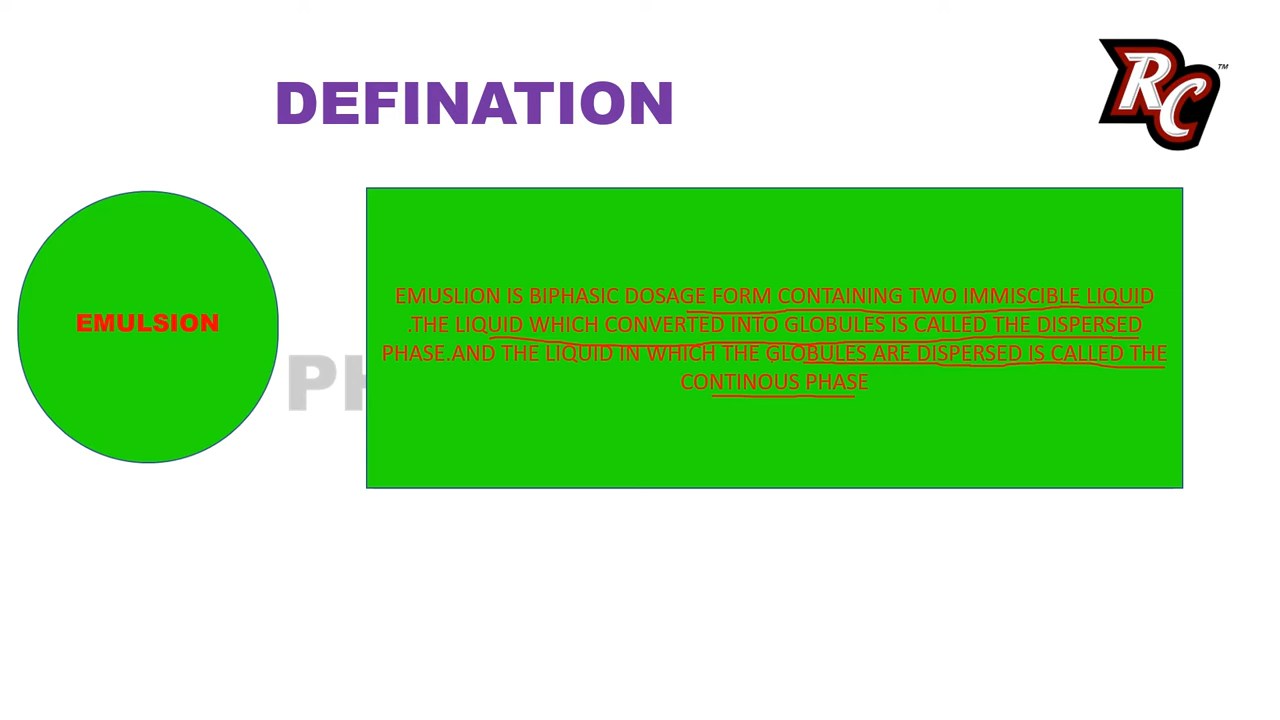 DEFINATION
RC
TM
EMULSION
EMUSLION IS BIPHASIC DOSAGE FORM CONTAINING TWO IMMISCIBLE LIQUID
.THE LIQUID WHICH CONVERTED INTO GLOBULES IS CALLED THE DISPERSED
PHASE.AND THE LIQUID IN WHICH THE GLOBULES ARE DISPERSED IS CALLED THE
CONTINOUS PHASE